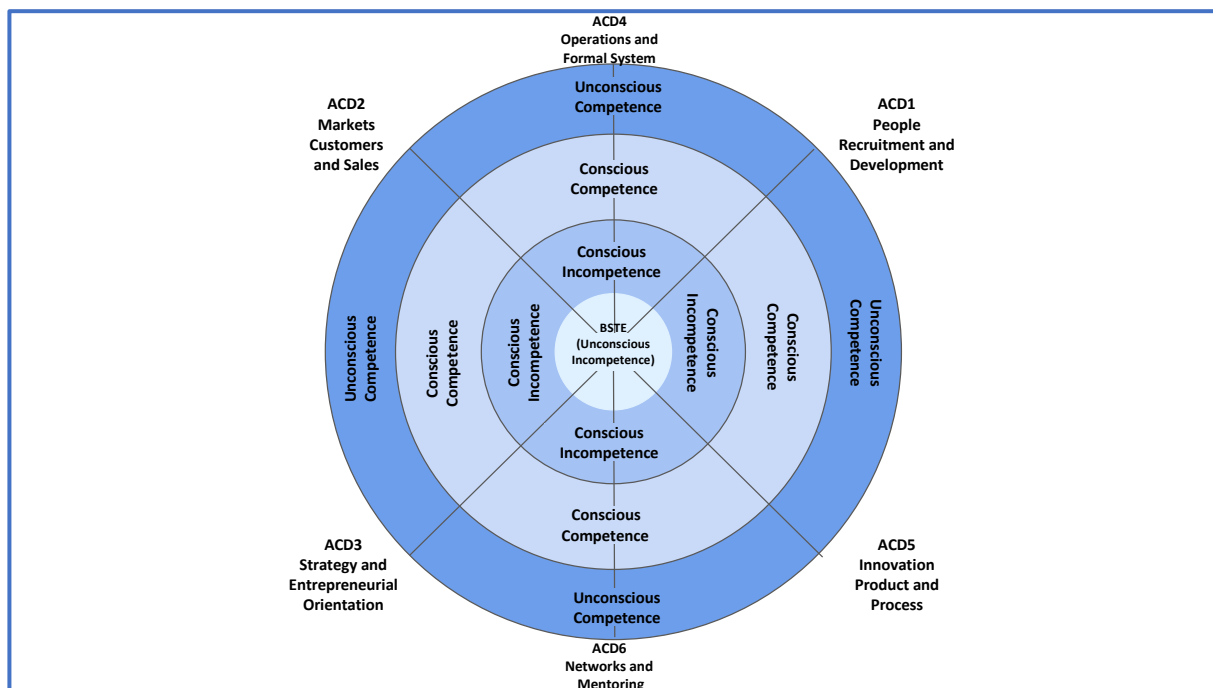 ACD4
Operations and
Formal System
ACD2
Markets
Customers
and Sales
ACD1
People
Recruitment and
Development
Unconscious
Competence
Conscious
Competence
Conscious
Incompetence
Unconscious
Competence
Conscious
Competence
Conscious
Incompetence
BSTE
(Unconscious
Incompetence)
Conscious
Incompetence
Conscious
Competence
Unconscious
Competence
Conscious
Incompetence
Conscious
Competence
Unconscious
Competence
ACD3
Strategy and
Entrepreneurial
Orientation
ACD5
Innovation
Product and
Process
ACD6
Networks and
Mentoring